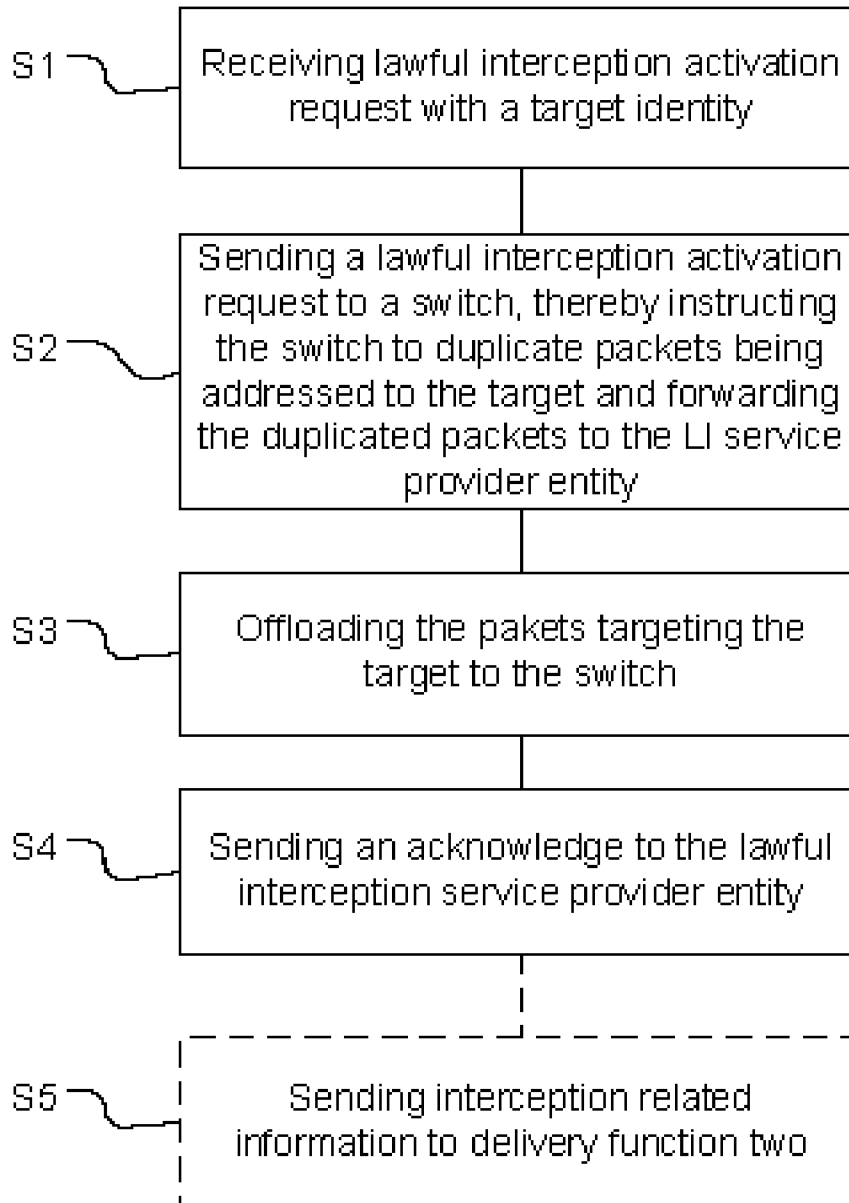 S1
Receiving lawful interception activation
request with a target identity
S2
Sending a lawful interception activation
request to a switch, thereby instructing
the switch to duplicate packets being
addressed to the target and forwarding
the duplicated packets to the LI service
provider entity
S3
Offloading the pakets targeting the
target to the switch
S4
Sending an acknowledge to the lawful
interception service provider entity
S5
Sending interception related
information to delivery function two